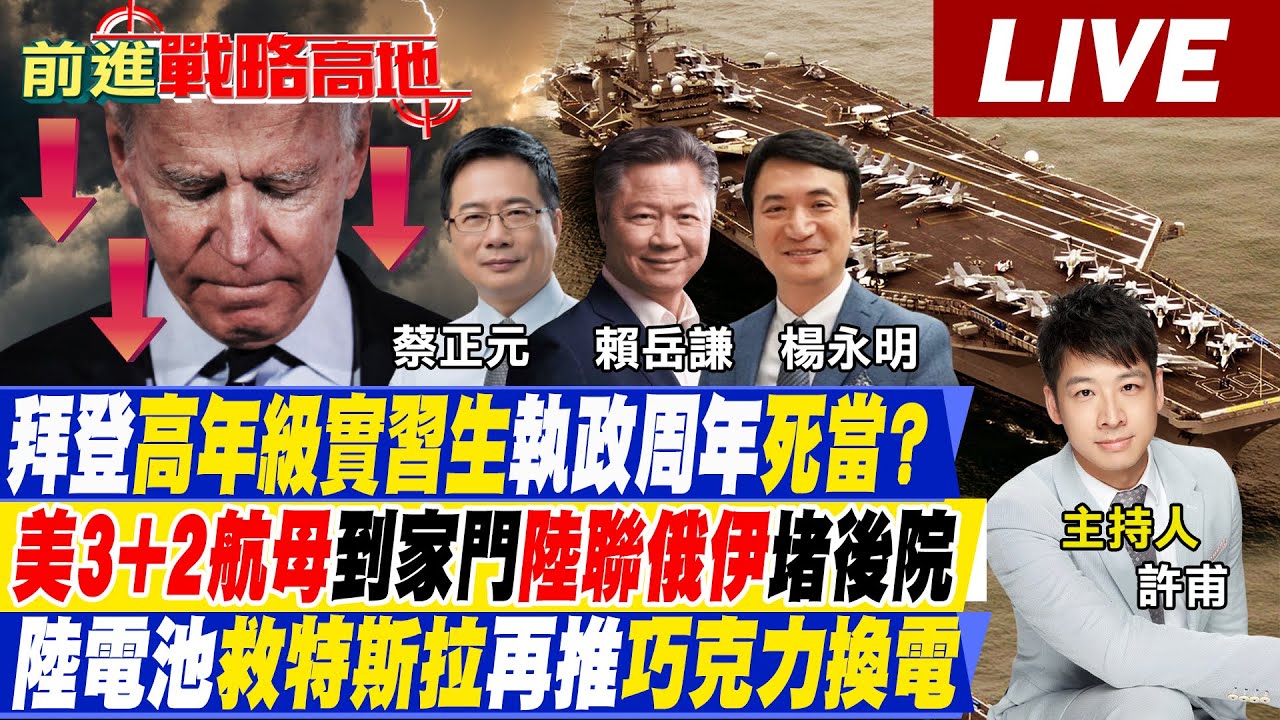 前進戰略高地
LIVE
蔡正元
賴岳謙
楊永明
拜登高年級實習生執政周年死當?
美3+2航母到家門陸聯俄伊堵後院
陸電池救特斯拉再推巧克力換電
主持人
許甫